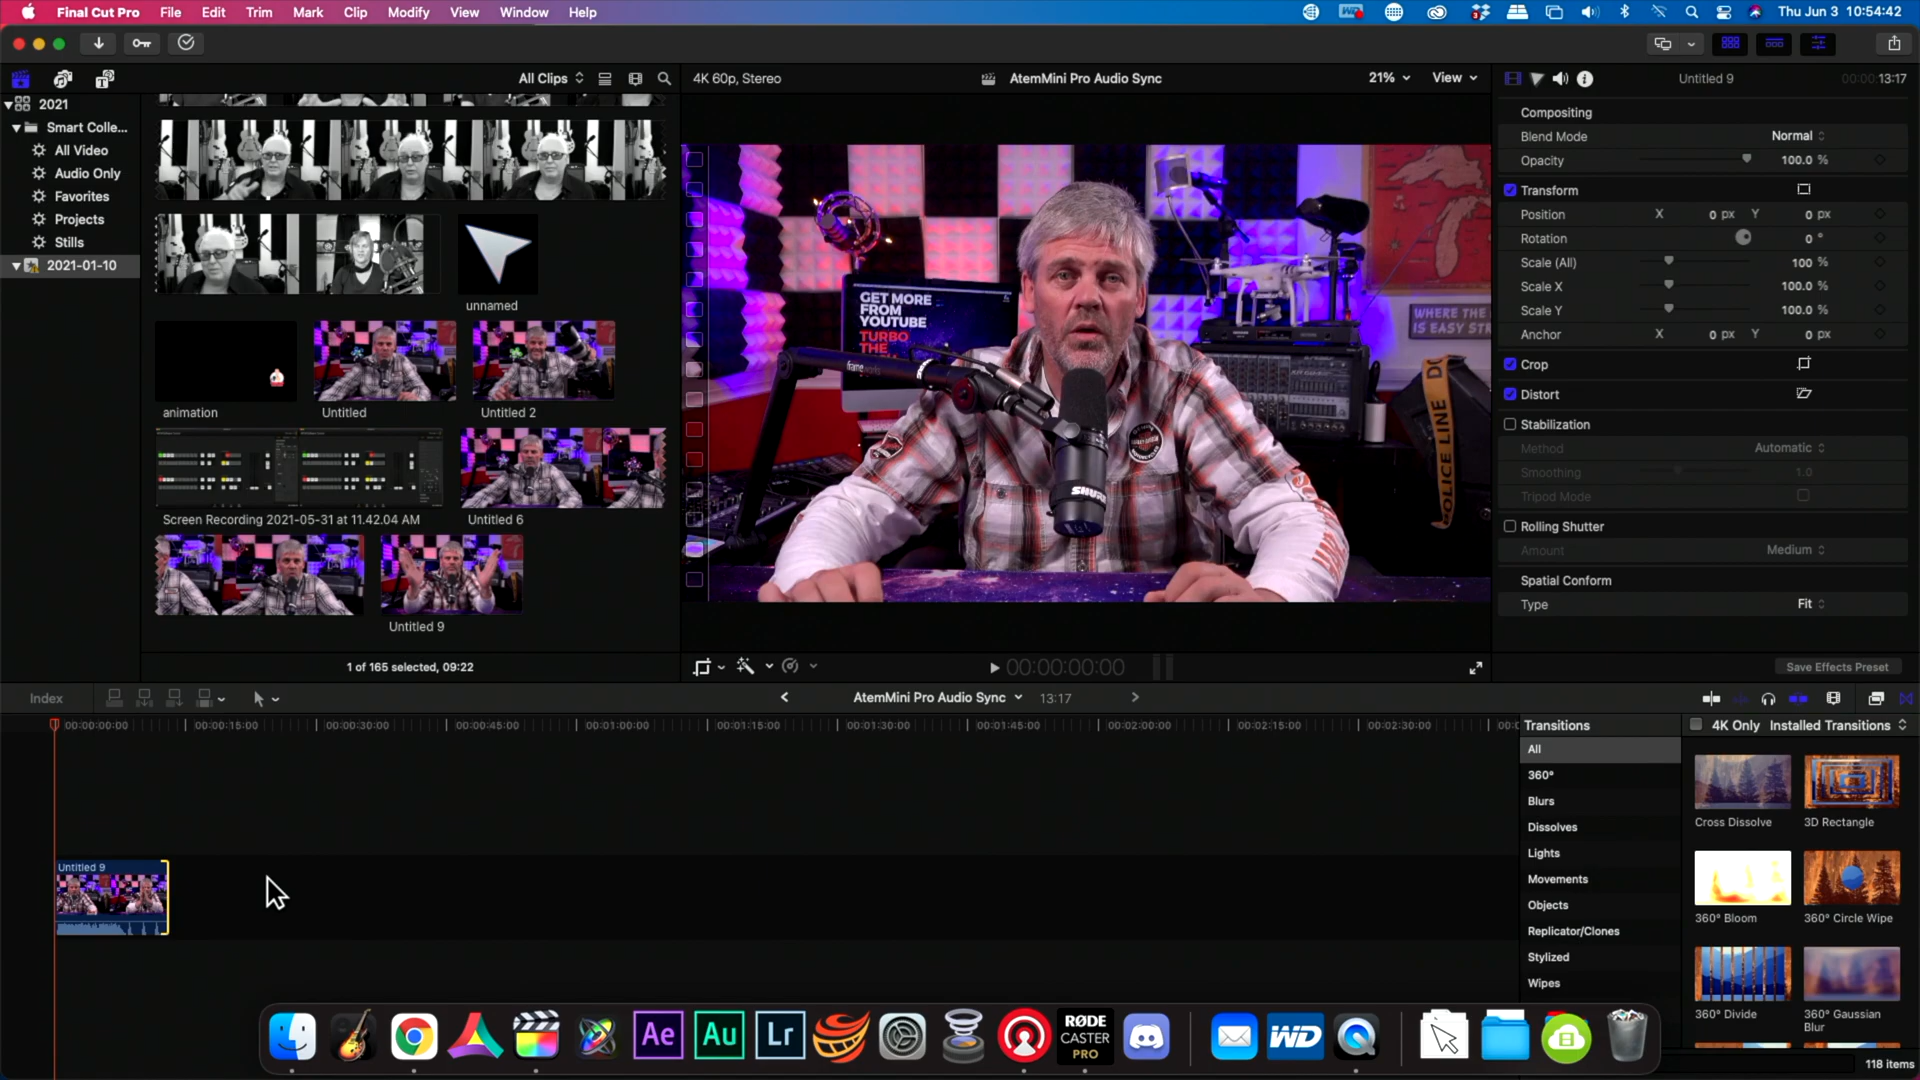 Final Cut Pro File Edit Trim Mark Clip Modify View Window Help Thu Jun 3 10:54:42
All Clips 4K 60p, Stereo AtemMini Pro Audio Sync 21% View Untitled 9 00:00:13:17
2021
Smart Colle...
All Video
Audio Only
Favorites
Projects
Stills
2021-01-10
unnamed
animation Untitled Untitled 2
Screen Recording 2021-05-31 at 11.42.04 AM Untitled 6
Untitled 9
1 of 165 selected, 09:22
GET MORE
FROM
YOUTUBE
TURBO
THE
frameworks
WHERE THE
IS EASY
POLICE LINE DO
SHURE
00:00:00:00
Compositing
Blend Mode Normal
Opacity 100.0 %
Transform
Position X 0 px Y 0 px
Rotation 0 °
Scale (All) 100 %
Scale X 100.0 %
Scale Y 100.0 %
Anchor X 0 px Y 0 px
Crop
Distort
Stabilization
Method Automatic
Smoothing 1.0
Tripod Mode
Rolling Shutter
Amount Medium
Spatial Conform
Type Fit
Save Effects Preset
Index AtemMini Pro Audio Sync 13:17
00:00:00:00 00:00:15:00 00:00:30:00 00:00:45:00 00:01:00:00 00:01:15:00 00:01:30:00 00:01:45:00 00:02:00:00 00:02:15:00 00:02:30:00
Untitled 9
Transitions 4K Only Installed Transitions
All
360°
Blurs
Dissolves
Lights
Movements
Objects
Replicator/Clones
Stylized
Wipes
Cross Dissolve 3D Rectangle
360° Bloom 360° Circle Wipe
360° Divide 360° Gaussian
Blur
118 items
Ae Au Lr RØDE
CASTER
PRO
WD